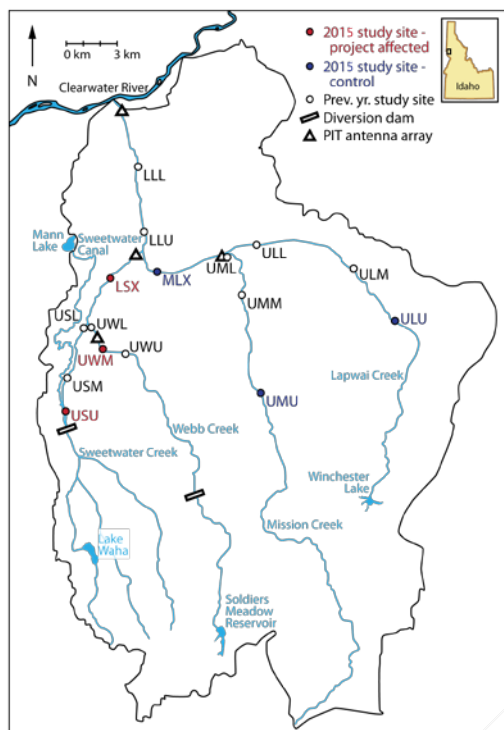 0 km 3 km
N
Clearwater River
2015 study site -
project affected
2015 study site -
control
Prev. yr. study site
Diversion dam
PIT antenna array
Idaho
LLL
Mann
Lake
Sweetwater
Canal
LLU
ULL
UML
ULM
MLX
LSX
UMM
USL
UWL
ULU
UWM
UWU
Lapwai Creek
USM
UMU
USU
Webb Creek
Sweetwater Creek
Winchester
Lake
Mission Creek
Lake
Waha
Soldiers
Meadow
Reservoir